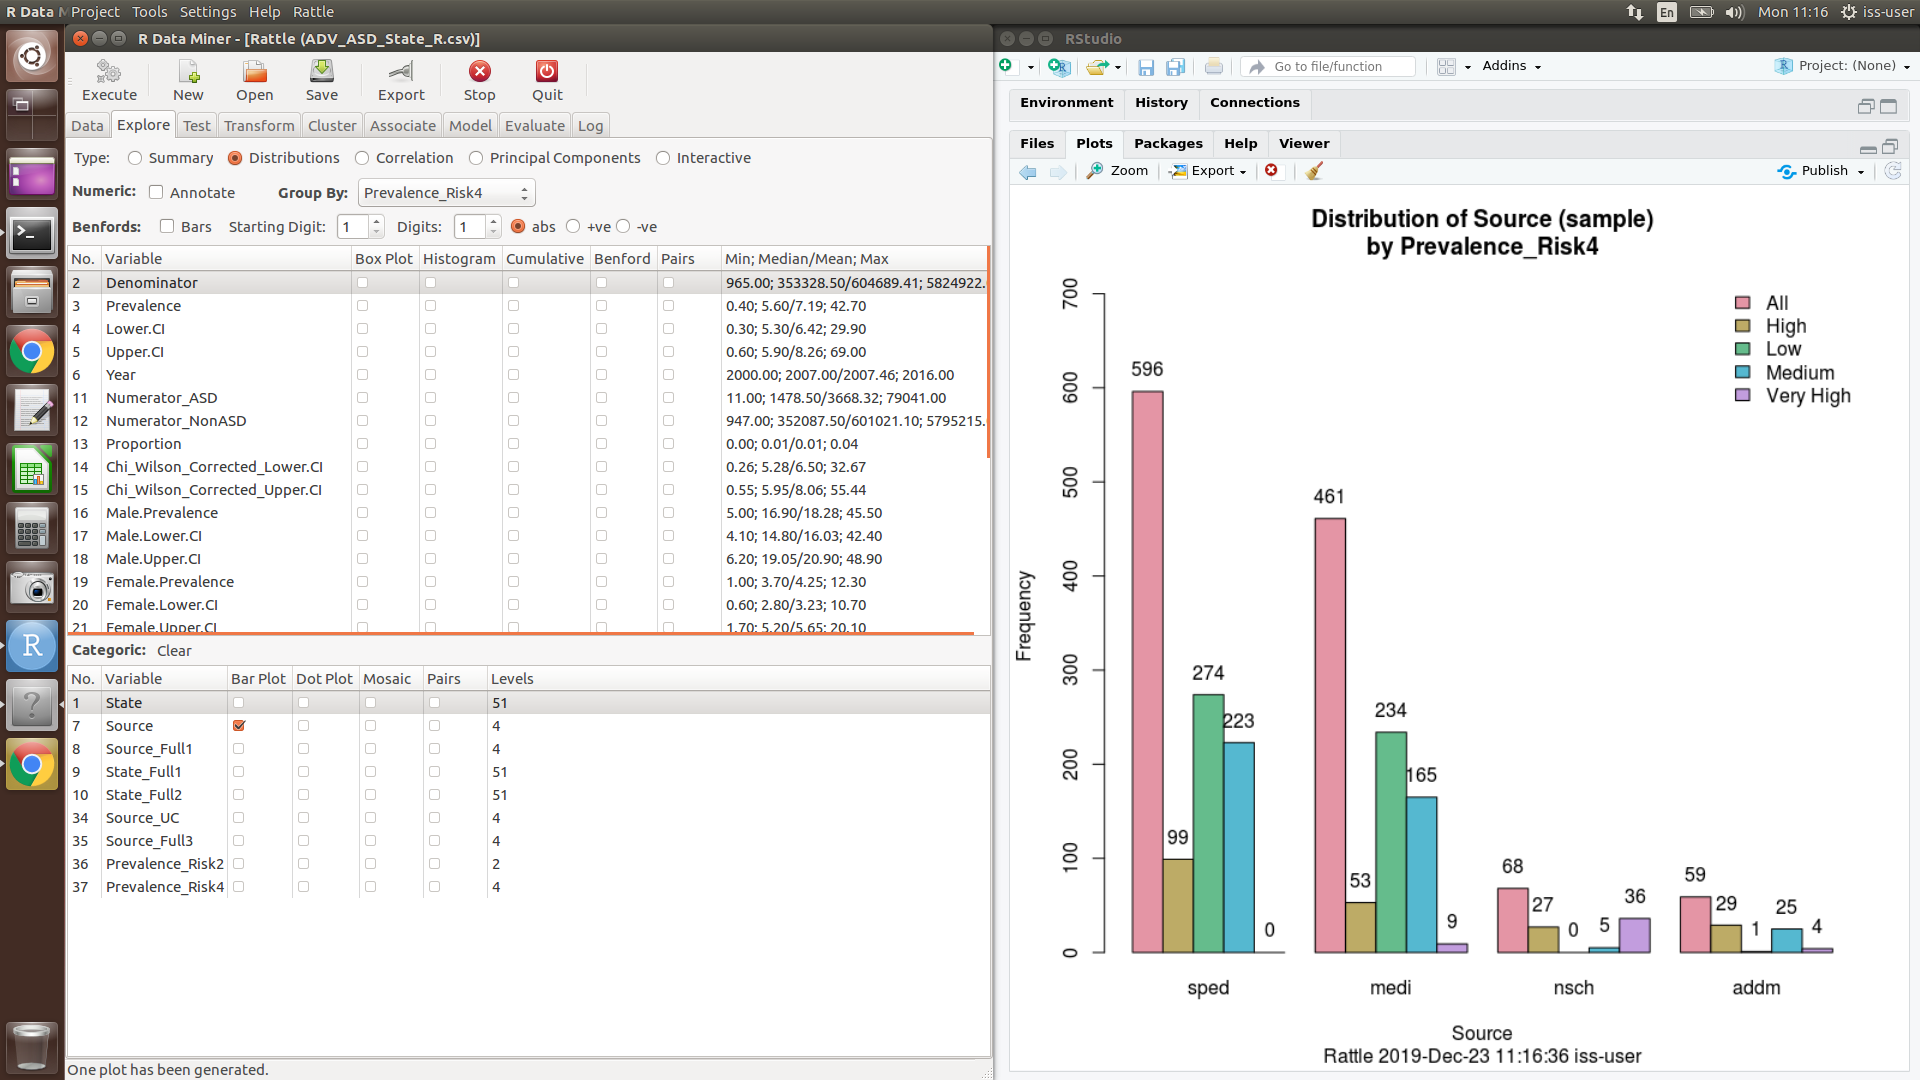 R Data M Project Tools Settings Help Rattle
En Mon 11:16 iss-user
R Data Miner - [Rattle (ADV_ASD_State_R.csv)]
Execute New Open Save Export Stop Quit
Data Explore Test Transform Cluster Associate Model Evaluate Log
Type: Summary Distributions Correlation Principal Components Interactive
Numeric: Annotate Group By: Prevalence_Risk4
Benfords: Bars Starting Digit: 1 Digits: 1 abs +ve -ve
No. Variable Box Plot Histogram Cumulative Benford Pairs Min; Median/Mean; Max
2 Denominator 965.00; 353328.50/604689.41; 5824922.
3 Prevalence 0.40; 5.60/7.19; 42.70
4 Lower.CI 0.30; 5.30/6.42; 29.90
5 Upper.CI 0.60; 5.90/8.26; 69.00
6 Year 2000.00; 2007.00/2007.46; 2016.00
11 Numerator_ASD 11.00; 1478.50/3668.32; 79041.00
12 Numerator_NonASD 947.00; 352087.50/601021.10; 5795215.
13 Proportion 0.00; 0.01/0.01; 0.04
14 Chi_Wilson_Corrected_Lower.CI 0.26; 5.28/6.50; 32.67
15 Chi_Wilson_Corrected_Upper.CI 0.55; 5.95/8.06; 55.44
16 Male.Prevalence 5.00; 16.90/18.28; 45.50
17 Male.Lower.CI 4.10; 14.80/16.03; 42.40
18 Male.Upper.CI 6.20; 19.05/20.90; 48.90
19 Female.Prevalence 1.00; 3.70/4.25; 12.30
20 Female.Lower.CI 0.60; 2.80/3.23; 10.70
21 Female.Upper.CI 1.70; 5.20/5.65; 20.10
Categoric: Clear
No. Variable Bar Plot Dot Plot Mosaic Pairs Levels
1 State 51
7 Source 4
8 Source_Full1 4
9 State_Full1 51
10 State_Full2 51
34 Source_UC 4
35 Source_Full3 4
36 Prevalence_Risk2 2
37 Prevalence_Risk4 4
One plot has been generated.
RStudio
Go to file/function Addins Project: (None)
Environment History Connections
Files Plots Packages Help Viewer
Zoom Export Publish
Distribution of Source (sample)
by Prevalence_Risk4
All
High
Low
Medium
Very High
Frequency
700
600
500
400
300
200
100
0
596 99 274 223 0
461 53 234 165 9
68 27 0 5 36
59 29 1 25 4
sped medi nsch addm
Source
Rattle 2019-Dec-23 11:16:36 iss-user